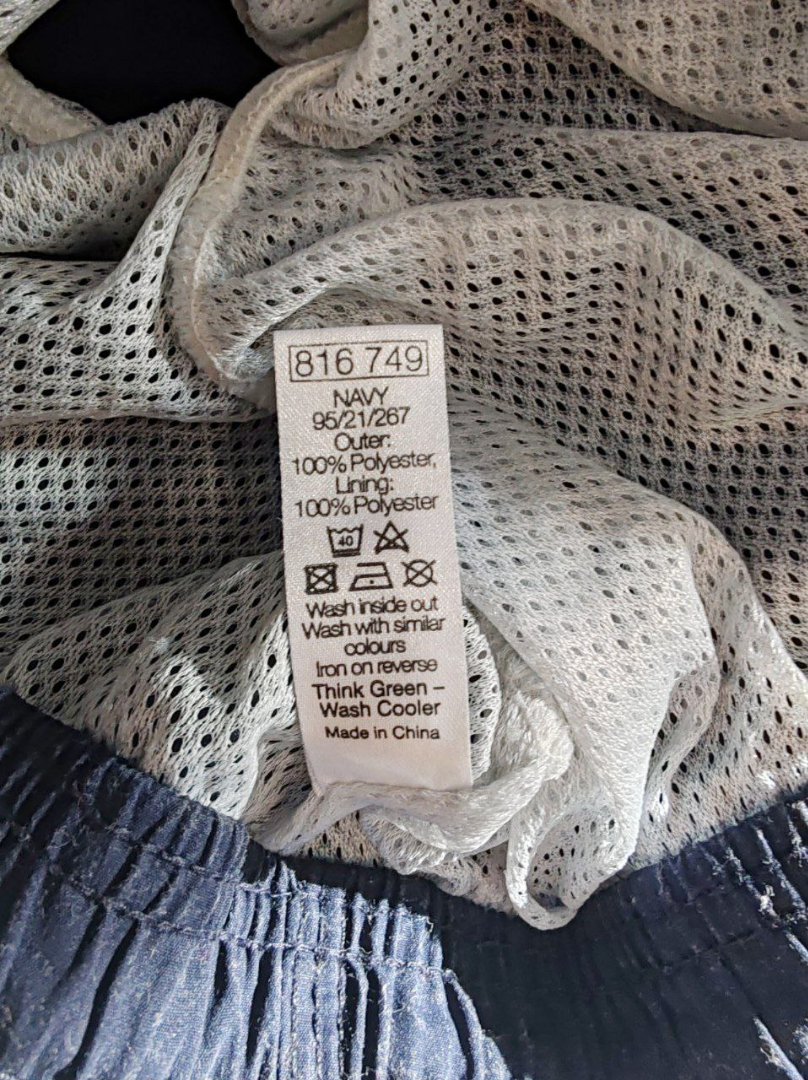 816 749
NAVY
95/21/267
Outer:
100% Polyester,
Lining:
100% Polyester
40
Wash inside out
Wash with similar
colours
Iron on reverse
Think Green –
Wash Cooler
Made in China